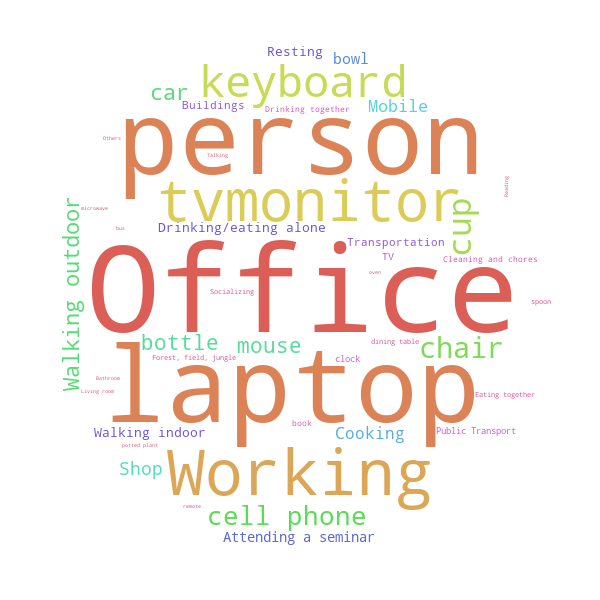 Resting
bowl
keyboard
car
Buildings
Drinking together
Mobile
person
Others
Talking
tvmonitor
Reading
microwave
Walking outdoor
cup
bus
Drinking/eating alone
Transportation
TV
Cleaning and chores
Office
oven
Socializing
spoon
bottle
mouse
dining table
chair
Forest, field, jungle
clock
laptop
Bathroom
Living room
Eating together
book
Walking indoor
Cooking
Public Transport
potted plant
Working
Shop
remote
cell phone
Attending a seminar